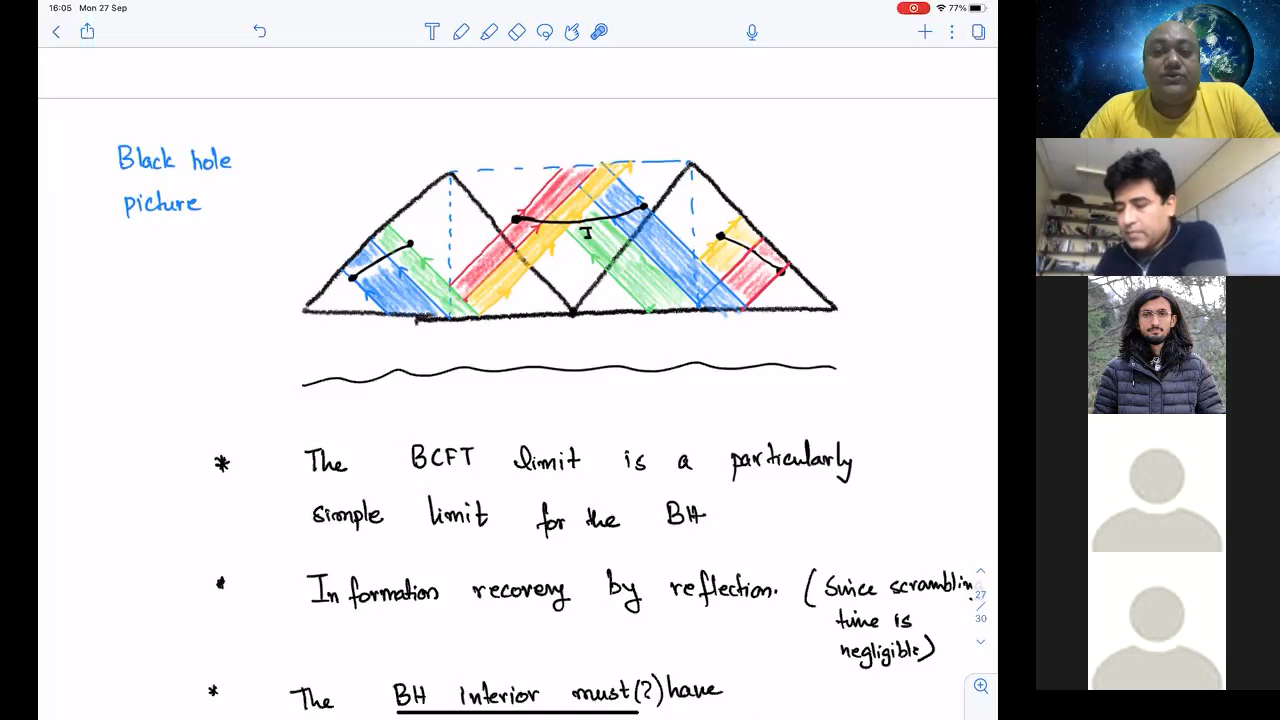 16:05 Mon 27 Sep
77%
Black hole
picture
I
* The BCFT limit is a particularly
simple limit for the BH
* Information recovery by reflection. (Since scramblin
time is
negligible)
27
/
30
* The BH interior must(?) have